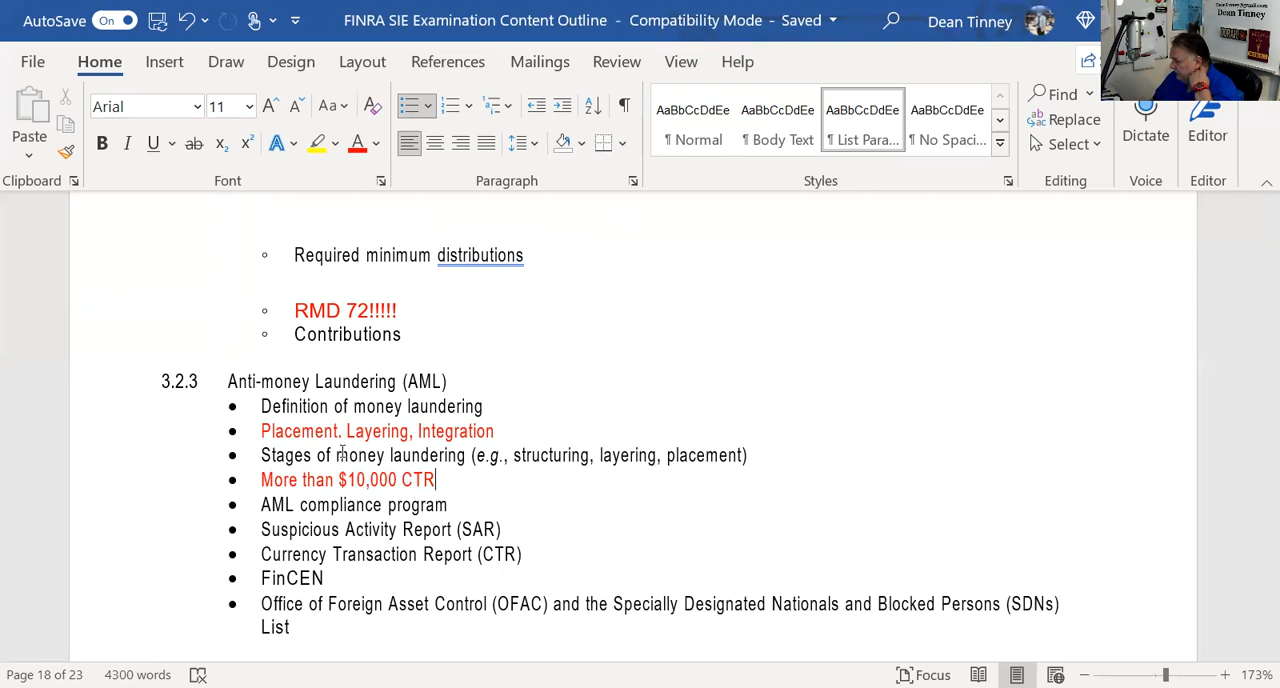 AutoSave On FINRA SIE Examination Content Outline - Compatibility Mode - Saved Dean Tinney
Dean Tinney
File Home Insert Draw Design Layout References Mailings Review View Help
Arial 11 Aa AaBbCcDdEe AaBbCcDdEe AaBbCcDdEe AaBbCcDdEe Find
Paste ¶ Normal ¶ Body Text ¶ List Para... ¶ No Spaci... Replace Dictate Editor
Select
Clipboard Font Paragraph Styles Editing Voice Editor
◦ Required minimum distributions
◦ RMD 72!!!!!
◦ Contributions
3.2.3 Anti-money Laundering (AML)
• Definition of money laundering
• Placement. Layering, Integration
• Stages of money laundering (e.g., structuring, layering, placement)
• More than $10,000 CTR
• AML compliance program
• Suspicious Activity Report (SAR)
• Currency Transaction Report (CTR)
• FinCEN
• Office of Foreign Asset Control (OFAC) and the Specially Designated Nationals and Blocked Persons (SDNs)
List
Page 18 of 23 4300 words Focus 173%